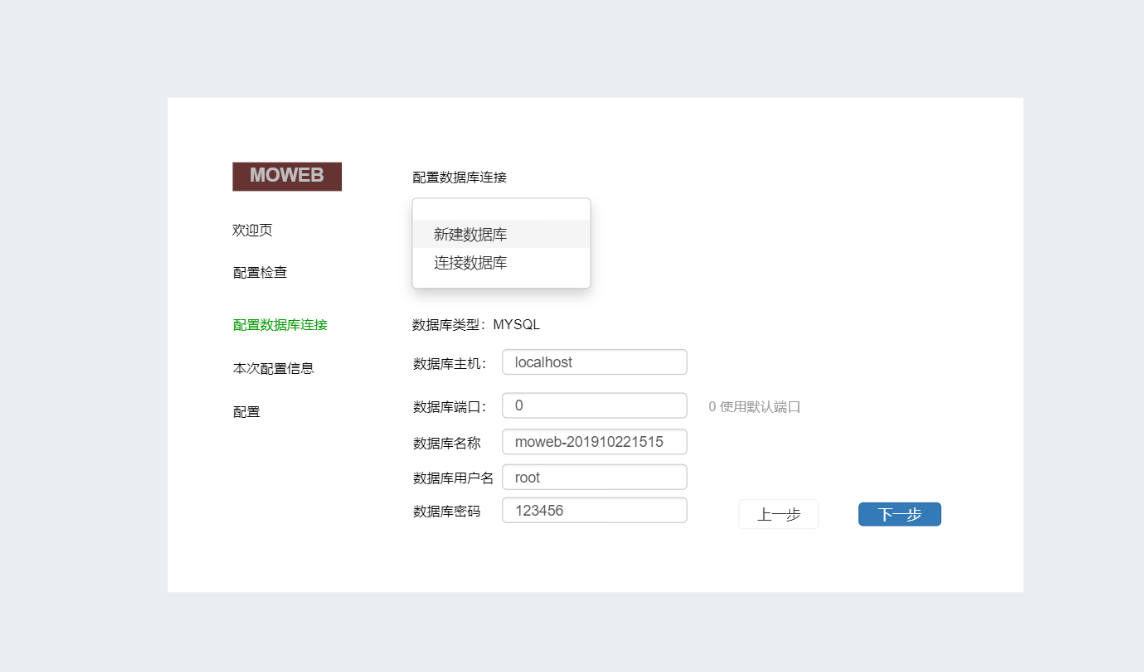 MOWEB
欢迎页
配置检查
配置数据库连接
本次配置信息
配置
配置数据库连接
新建数据库
连接数据库
数据库类型：MYSQL
数据库主机： localhost
数据库端口： 0 0 使用默认端口
数据库名称 moweb-201910221515
数据库用户名 root
数据库密码 123456
上一步 下一步